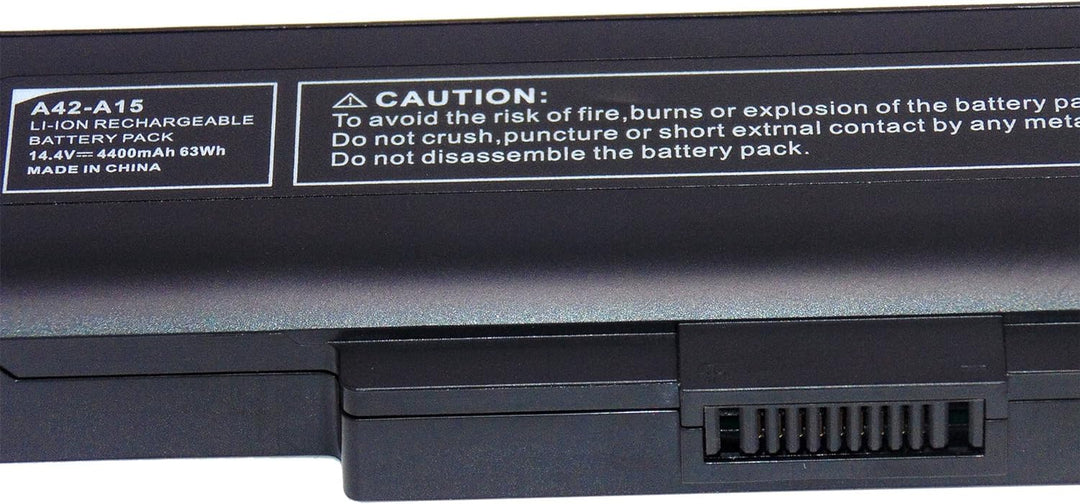 A42-A15
LI-ION RECHARGEABLE
BATTERY PACK
14.4V⎓ 4400mAh 63Wh
MADE IN CHINA
⚠ CAUTION:
To avoid the risk of fire,burns or explosion of the battery pa
Do not crush,puncture or short extrnal contact by any meta
Do not disassemble the battery pack.